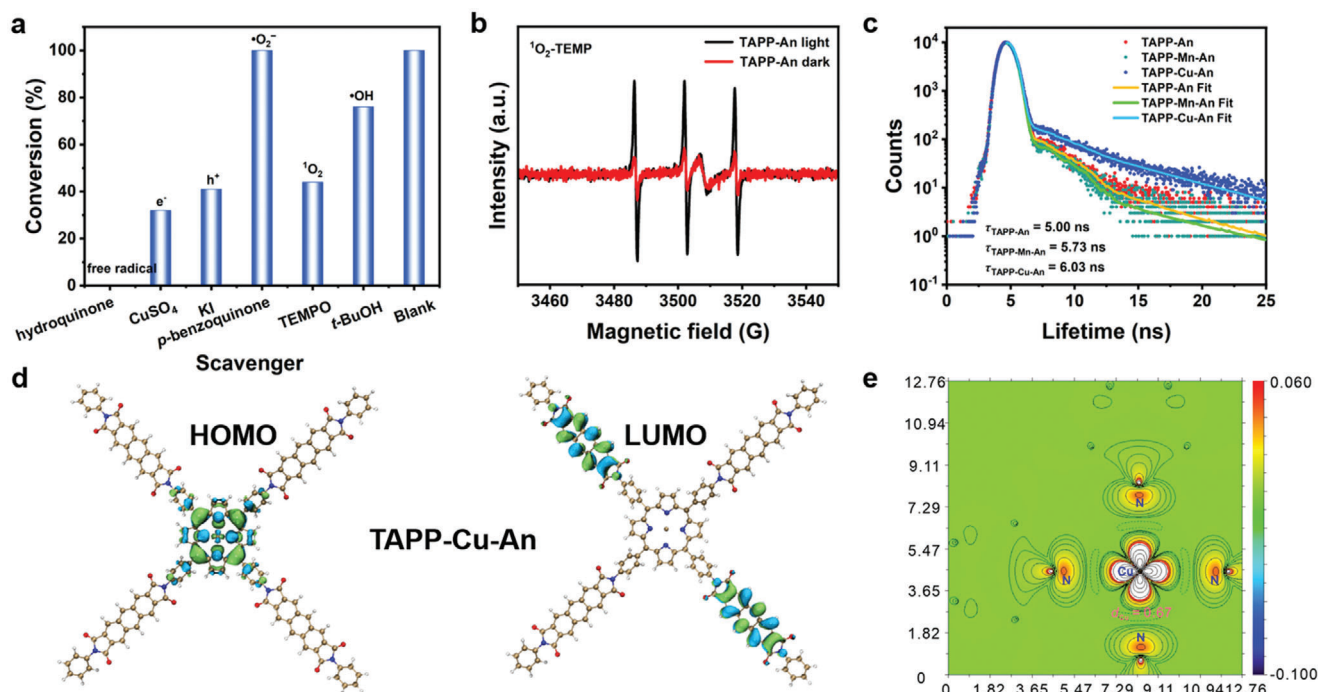 a
Conversion (%)
100
80
60
40
20
0
free radical
e-
h+
•O2−
1O2
•OH
hydroquinone
CuSO4
KI
p-benzoquinone
TEMPO
t-BuOH
Blank
Scavenger
b
1O2-TEMP
TAPP-An light
TAPP-An dark
Intensity (a.u.)
3460
3480
3500
3520
3540
Magnetic field (G)
c
Counts
10^4
10^3
10^2
10^1
10^0
10^-1
TAPP-An
TAPP-Mn-An
TAPP-Cu-An
TAPP-An Fit
TAPP-Mn-An Fit
TAPP-Cu-An Fit
τTAPP-An = 5.00 ns
τTAPP-Mn-An = 5.73 ns
τTAPP-Cu-An = 6.03 ns
0
5
10
15
20
25
Lifetime (ns)
d
HOMO
LUMO
TAPP-Cu-An
e
12.76
10.94
9.11
7.29
5.47
3.65
1.82
0
N
N
Cu
N
N
0 1.82 3.65 5.47 7.29 9.11 10.94 12.76
0.060
-0.100